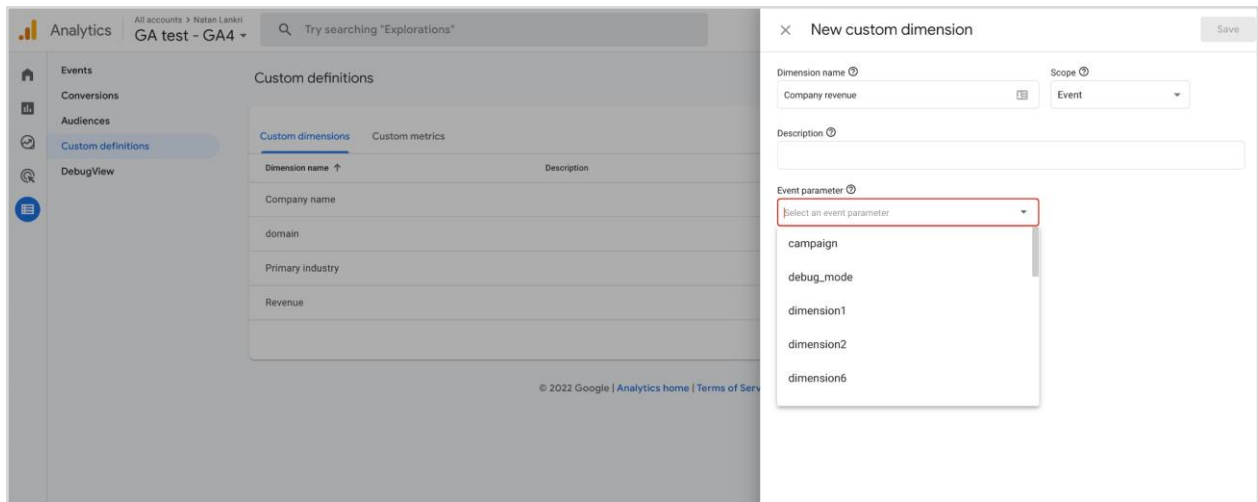 Analytics
All accounts > Natan Lankri
GA test - GA4
Try searching "Explorations"
Events
Conversions
Audiences
Custom definitions
DebugView
Custom definitions
Custom dimensions
Custom metrics
Dimension name ↑
Description
Company name
domain
Primary industry
Revenue
© 2022 Google | Analytics home | Terms of Serv
New custom dimension
Save
Dimension name
Scope
Company revenue
Event
Description
Event parameter
Select an event parameter
campaign
debug_mode
dimension1
dimension2
dimension6